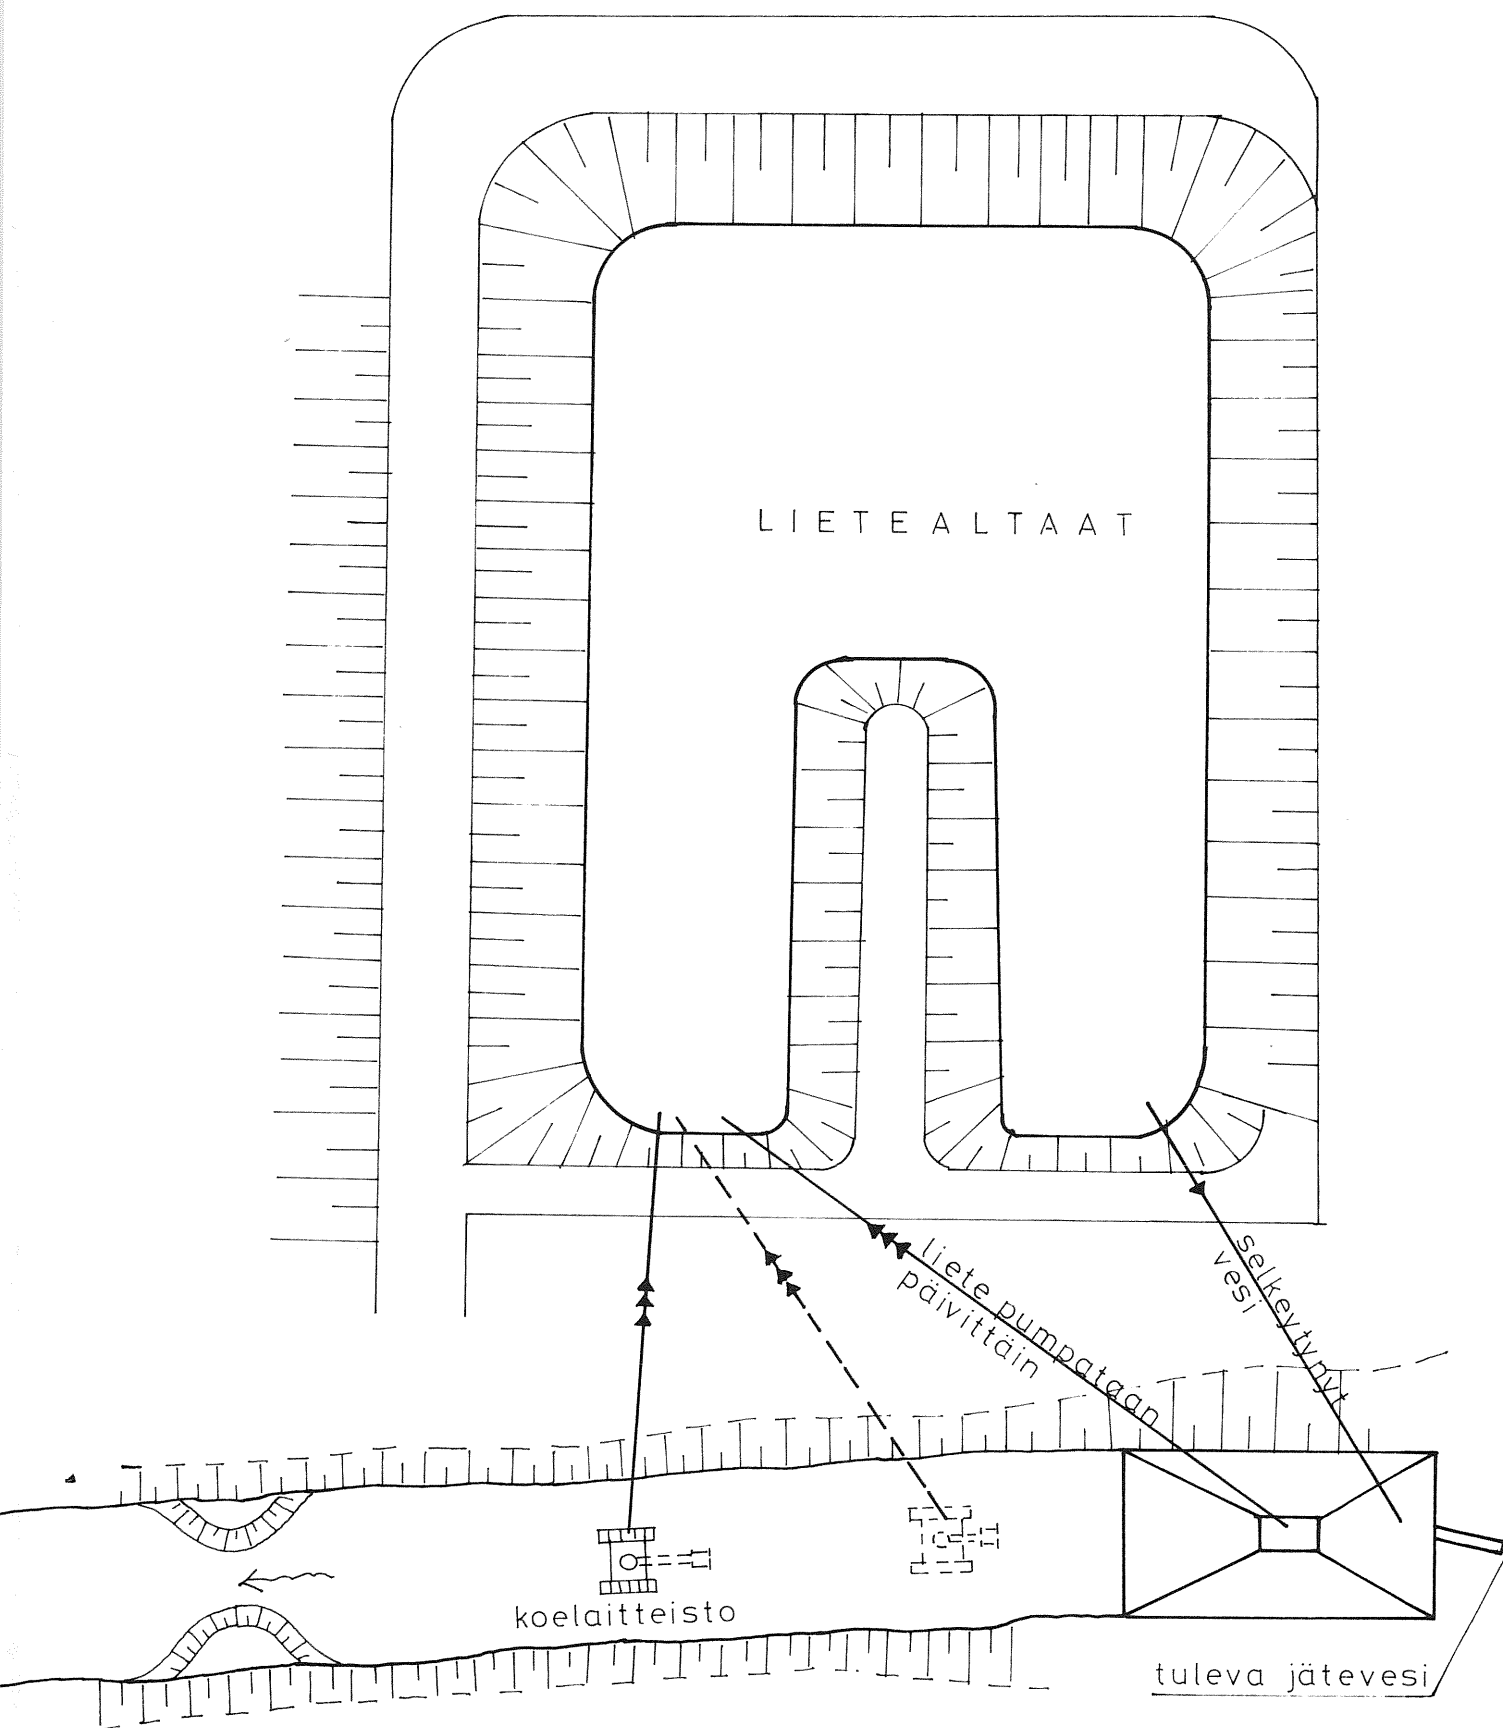 LIETEALTAAT
liete pumpataan
päivittäin
selkeytynyt
vesi
koelaitteisto
tuleva jätevesi